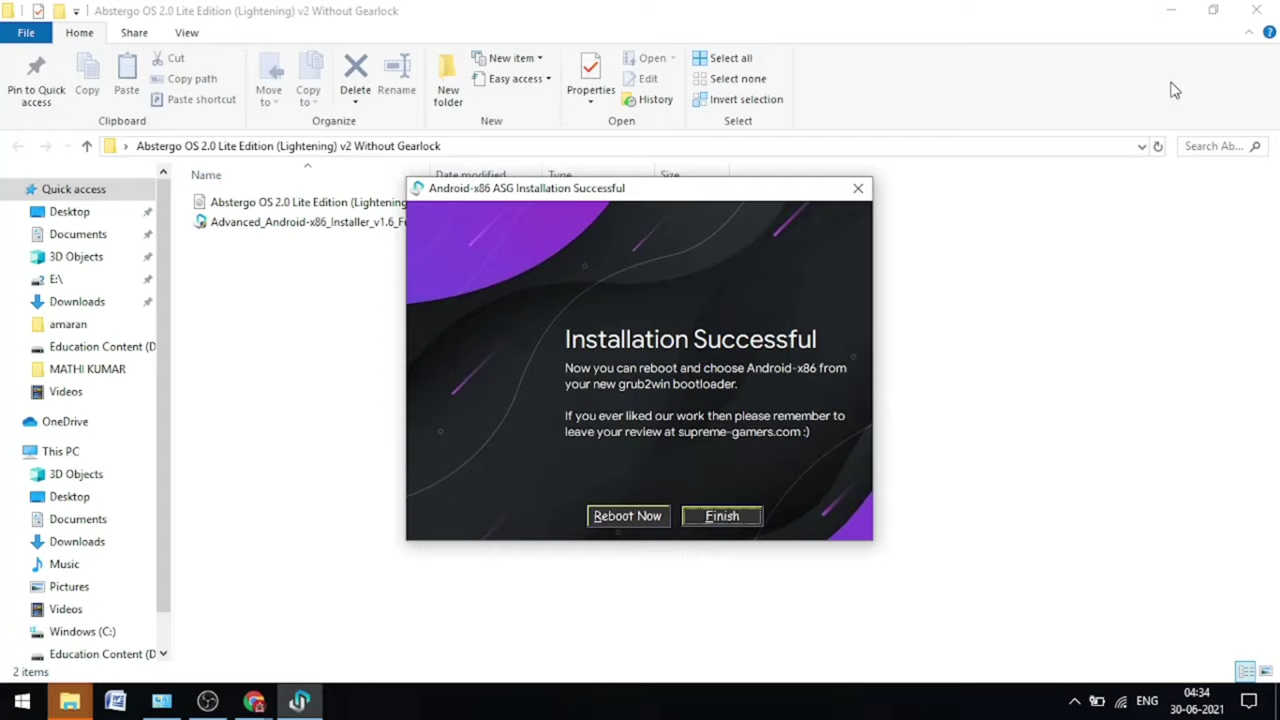 Abstergo OS 2.0 Lite Edition (Lightening) v2 Without Gearlock
File Home Share View
Pin to Quick access
Copy
Paste
Cut
Copy path
Paste shortcut
Clipboard
Move to
Copy to
Delete
Rename
Organize
New folder
New item
Easy access
New
Properties
Open
Edit
History
Open
Select all
Select none
Invert selection
Select
Abstergo OS 2.0 Lite Edition (Lightening) v2 Without Gearlock
Search Ab...
Name Date modified Type Size
Abstergo OS 2.0 Lite Edition (Lightening
Advanced_Android-x86_Installer_v1.6_F
Quick access
Desktop
Documents
3D Objects
E:\
Downloads
amaran
Education Content (D
MATHI KUMAR
Videos
OneDrive
This PC
3D Objects
Desktop
Documents
Downloads
Music
Pictures
Videos
Windows (C:)
Education Content (D
2 items
Android-x86 ASG Installation Successful
Installation Successful
Now you can reboot and choose Android-x86 from
your new grub2win bootloader.
If you ever liked our work then please remember to
leave your review at supreme-gamers.com :)
Reboot Now Finish
ENG
04:34
30-06-2021